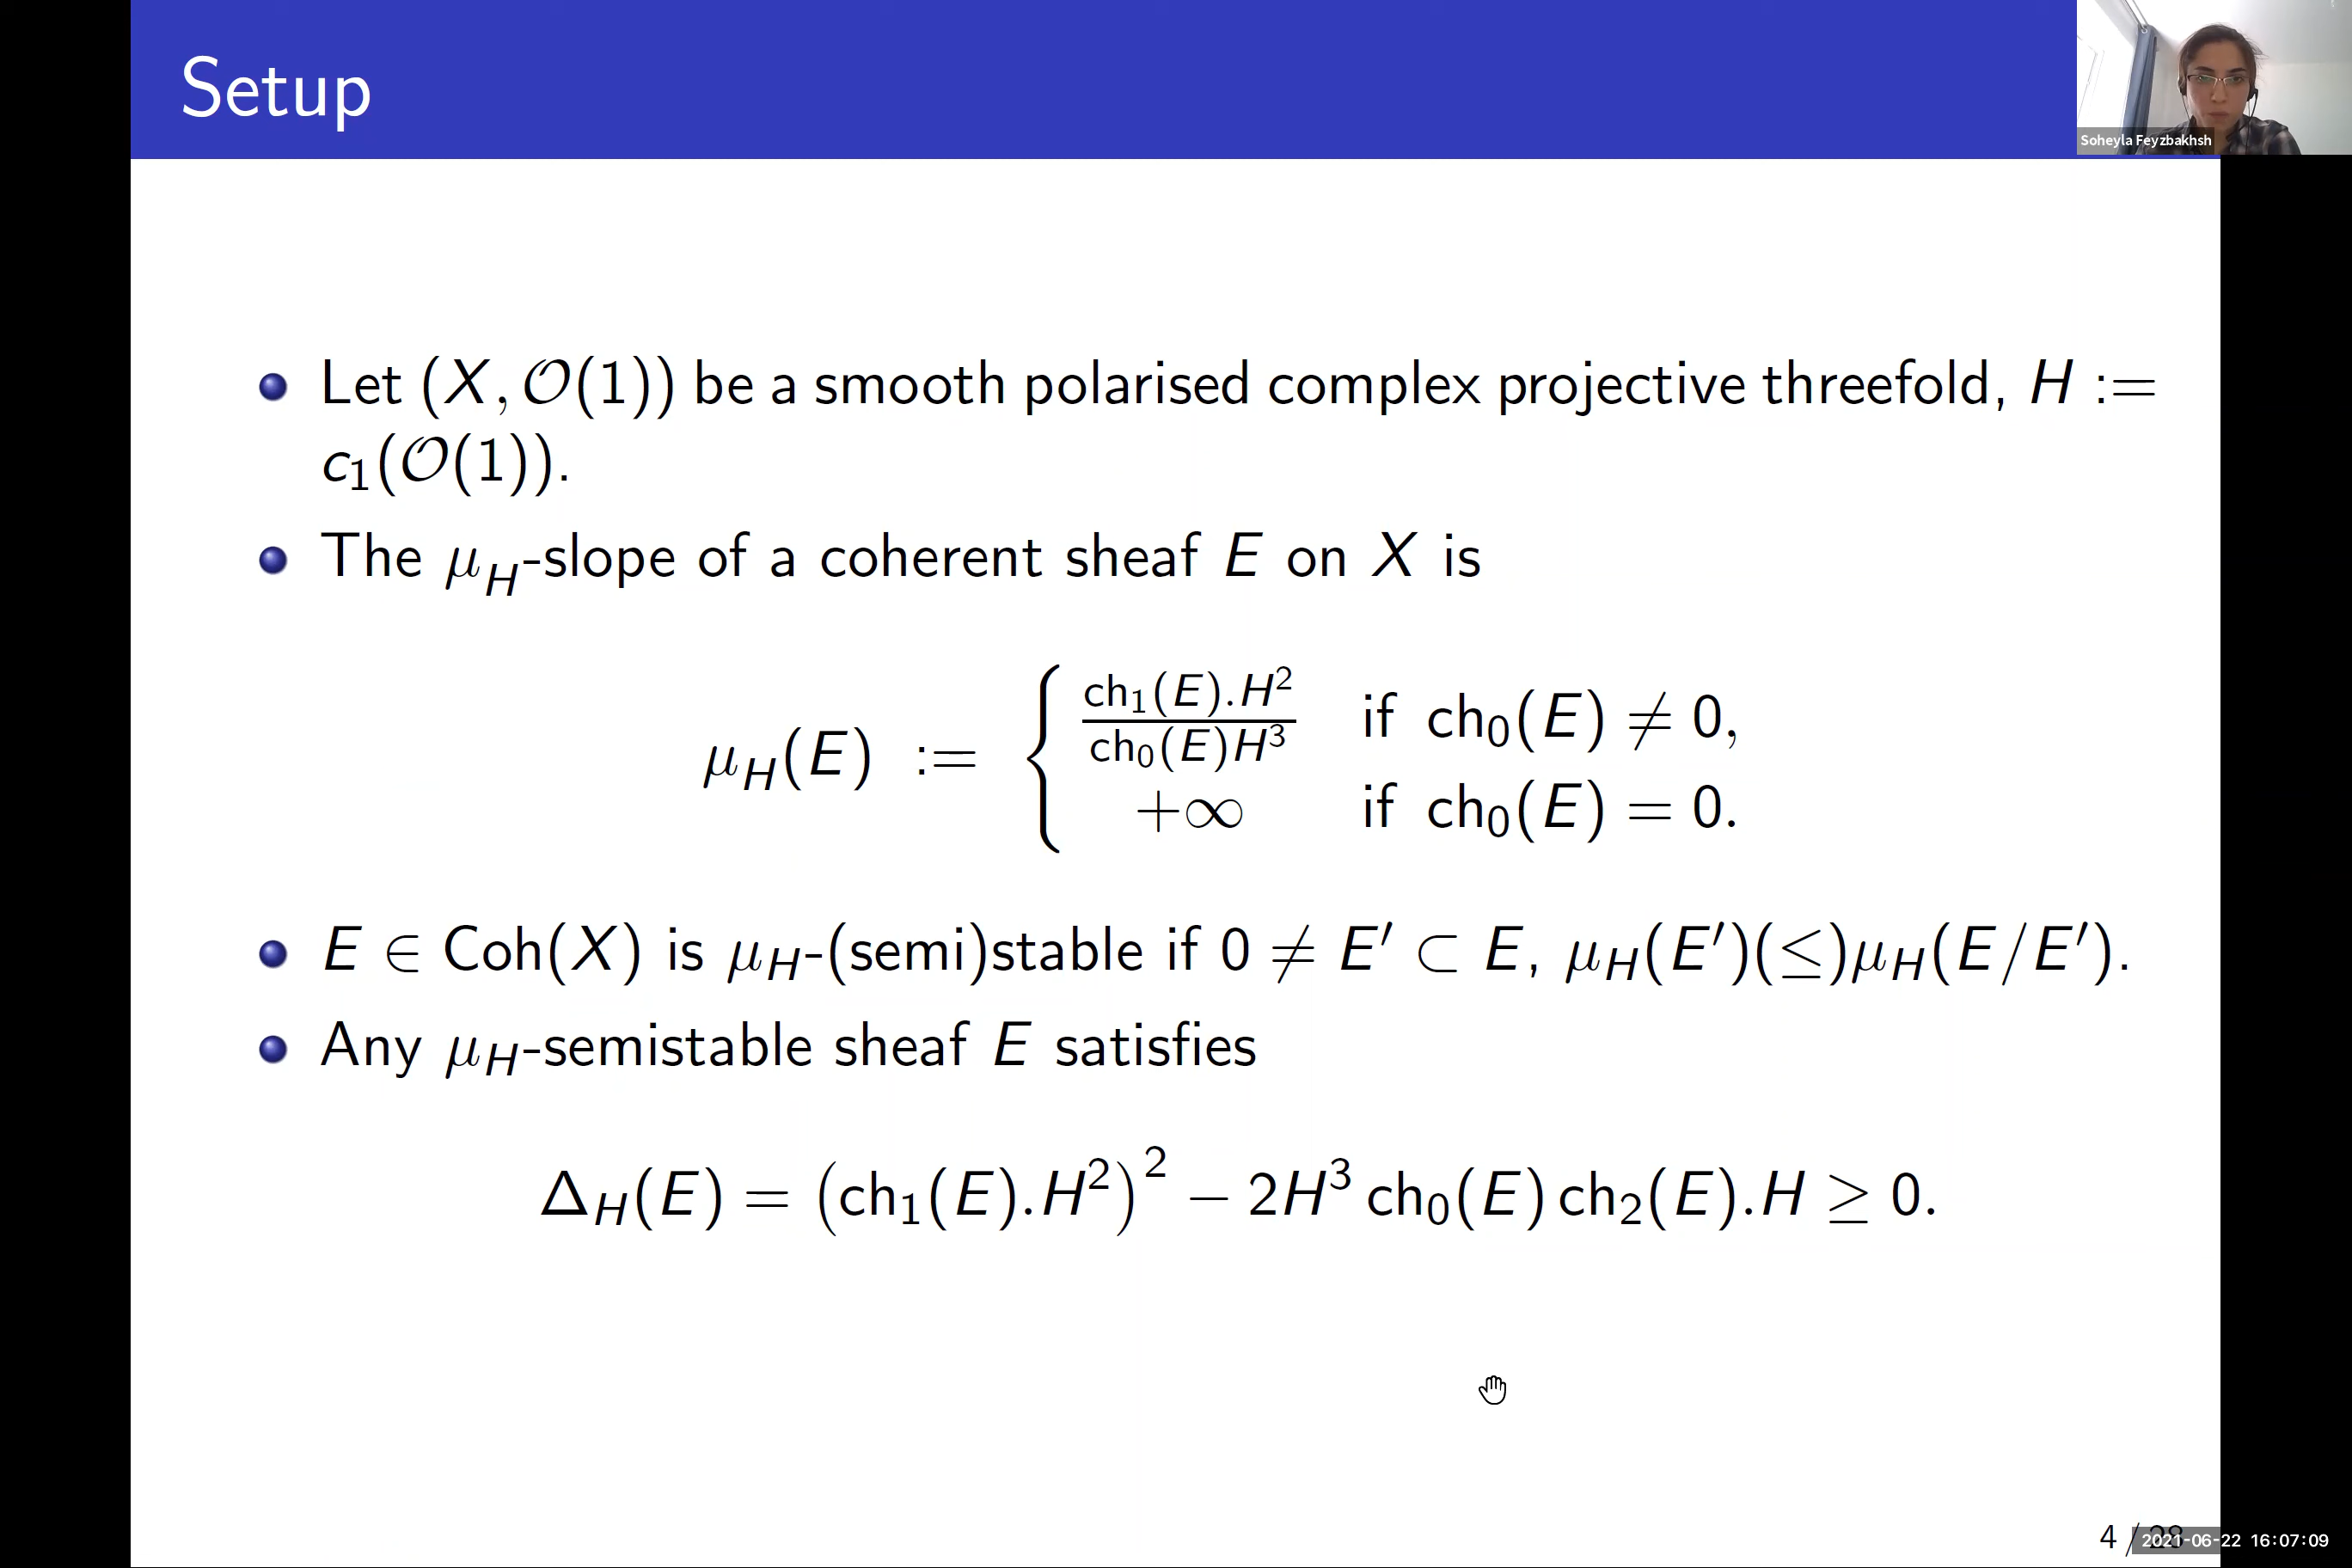 Setup
Soheyla Feyzbakhsh
Let (X, 𝒪(1)) be a smooth polarised complex projective threefold, H :=
c₁(𝒪(1)).
The μ_H-slope of a coherent sheaf E on X is
μ_H(E) := { ch₁(E).H² / ch₀(E)H³ if ch₀(E) ≠ 0,
+∞ if ch₀(E) = 0.
E ∈ Coh(X) is μ_H-(semi)stable if 0 ≠ E′ ⊂ E, μ_H(E′)(≤)μ_H(E/E′).
Any μ_H-semistable sheaf E satisfies
Δ_H(E) = (ch₁(E).H²)² − 2H³ ch₀(E) ch₂(E).H ≥ 0.
4 / 28
2021-06-22 16:07:09